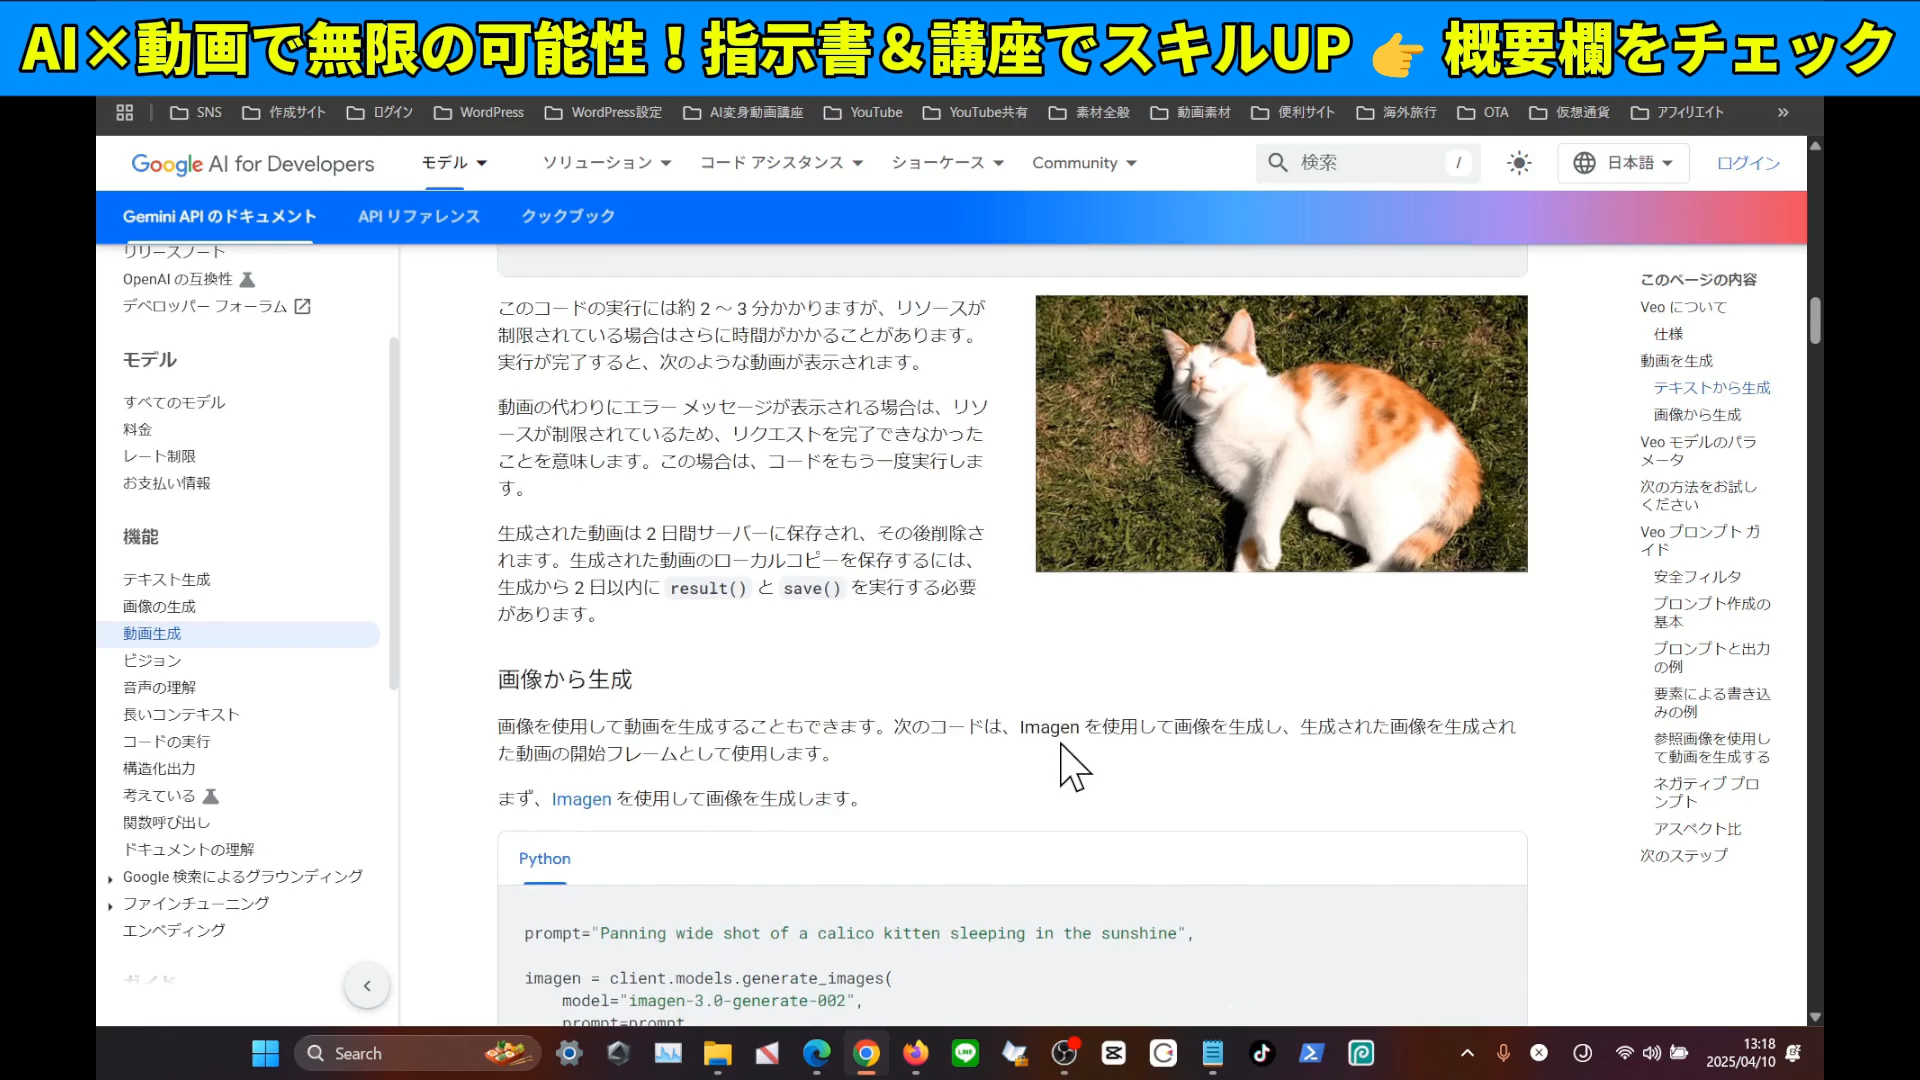 AI×動画で無限の可能性！指示書＆講座でスキルUP 👉 概要欄をチェック
SNS 作成サイト ログイン WordPress WordPress設定 AI変身動画講座 YouTube YouTube共有 素材全般 動画素材 便利サイト 海外旅行 OTA 仮想通貨 アフィリエイト »
Google AI for Developers モデル ソリューション コード アシスタンス ショーケース Community 検索 / 日本語 ログイン
Gemini API のドキュメント API リファレンス クックブック
リリースノート
OpenAI の互換性
デベロッパー フォーラム
モデル
すべてのモデル
料金
レート制限
お支払い情報
機能
テキスト生成
画像の生成
動画生成
ビジョン
音声の理解
長いコンテキスト
コードの実行
構造化出力
考えている
関数呼び出し
ドキュメントの理解
Google 検索によるグラウンディング
ファインチューニング
エンベディング
このコードの実行には約 2 ～ 3 分かかりますが、リソースが
制限されている場合はさらに時間がかかることがあります。
実行が完了すると、次のような動画が表示されます。
動画の代わりにエラー メッセージが表示される場合は、リソ
ースが制限されているため、リクエストを完了できなかった
ことを意味します。この場合は、コードをもう一度実行しま
す。
生成された動画は 2 日間サーバーに保存され、その後削除さ
れます。生成された動画のローカルコピーを保存するには、
生成から 2 日以内に result() と save() を実行する必要
があります。
画像から生成
画像を使用して動画を生成することもできます。次のコードは、Imagen を使用して画像を生成し、生成された画像を生成され
た動画の開始フレームとして使用します。
まず、Imagen を使用して画像を生成します。
Python
prompt="Panning wide shot of a calico kitten sleeping in the sunshine",
imagen = client.models.generate_images(
model="imagen-3.0-generate-002",
prompt=prompt
このページの内容
Veo について
仕様
動画を生成
テキストから生成
画像から生成
Veo モデルのパラ
メータ
次の方法をお試し
ください
Veo プロンプト ガ
イド
安全フィルタ
プロンプト作成の
基本
プロンプトと出力
の例
要素による書き込
みの例
参照画像を使用し
て動画を生成する
ネガティブ プロ
ンプト
アスペクト比
次のステップ
Search
13:18
2025/04/10